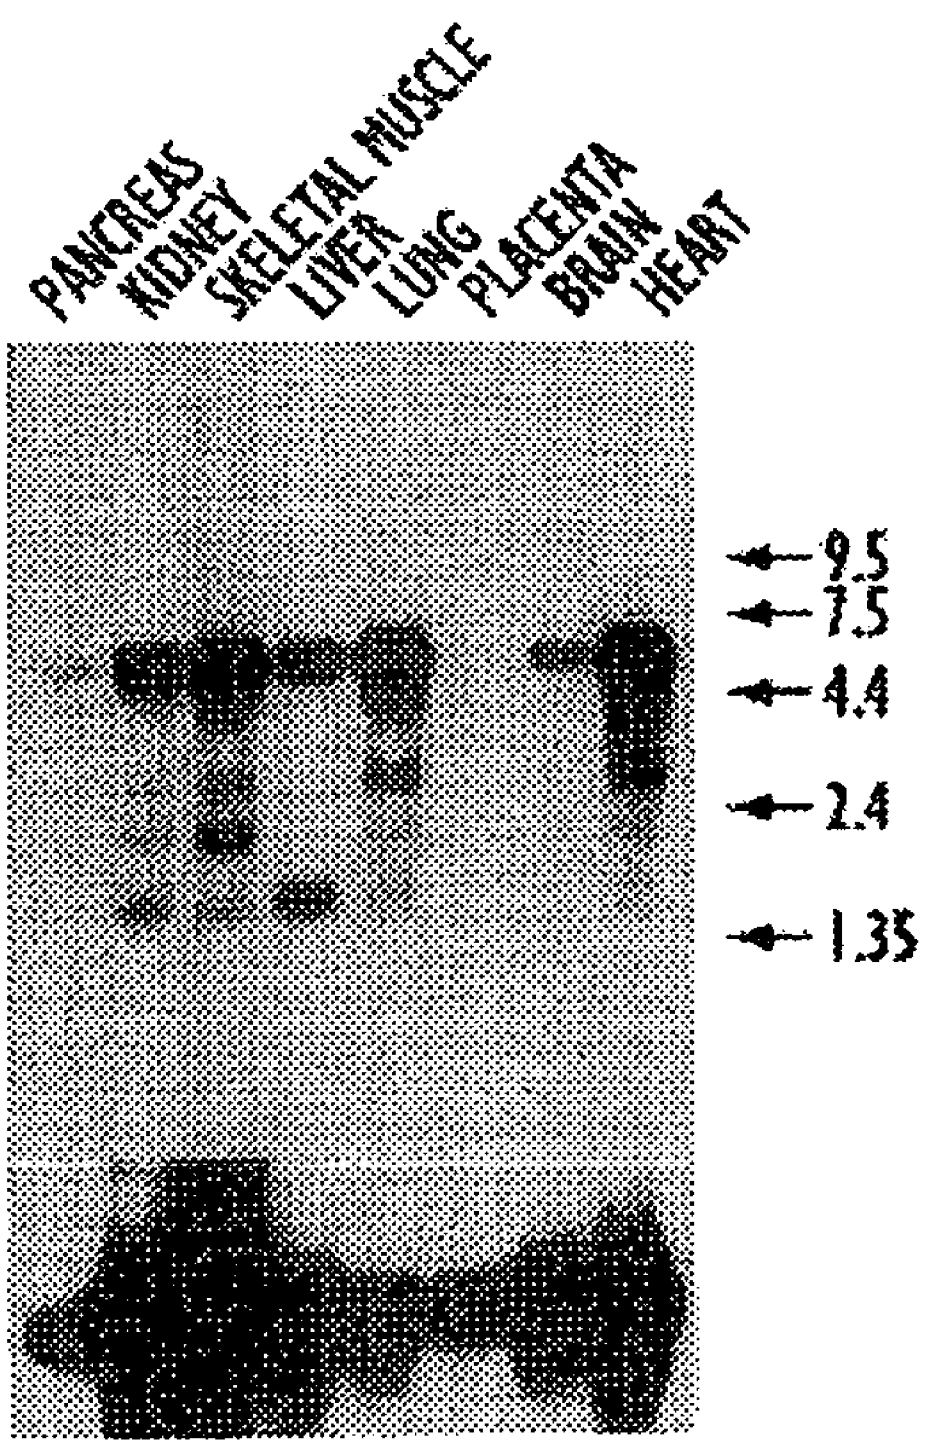 PANCREAS
KIDNEY
SKELETAL MUSCLE
LIVER
LUNG
PLACENTA
BRAIN
HEART
9.5
7.5
4.4
2.4
1.35